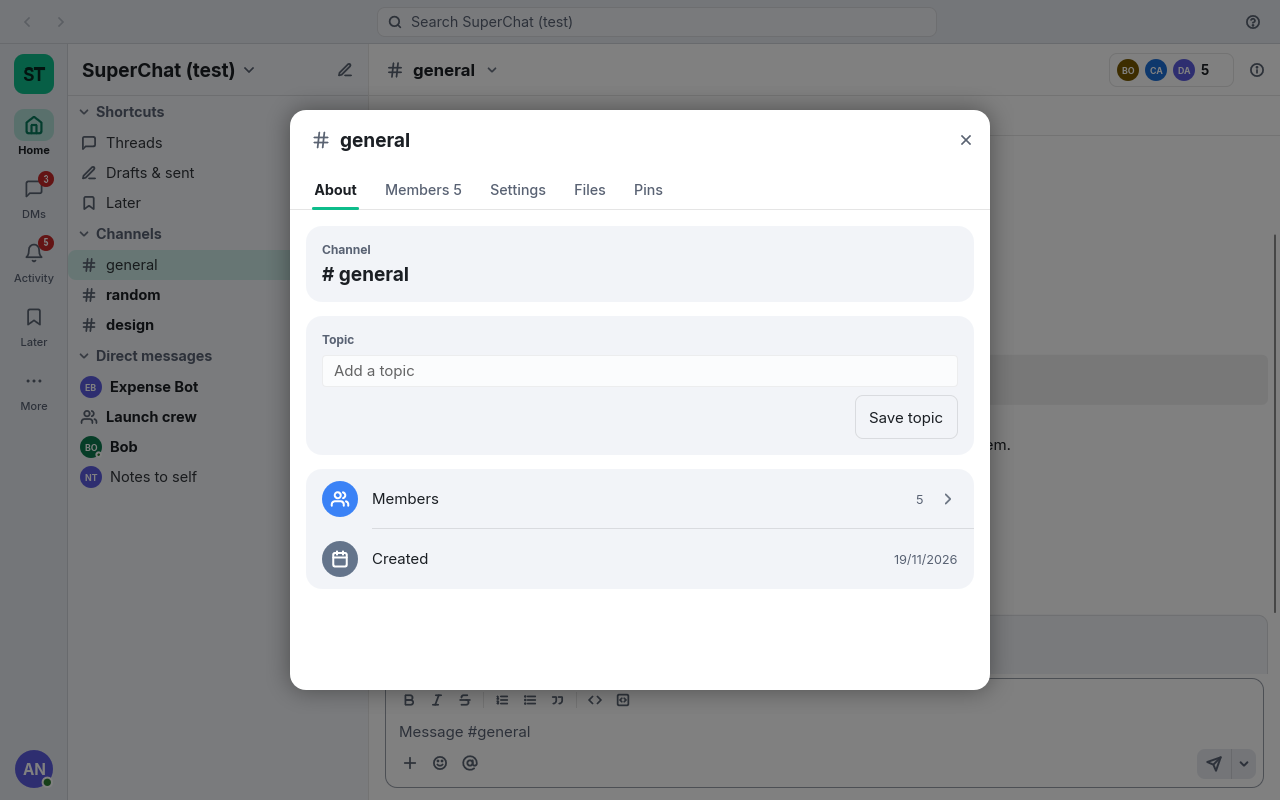 Search SuperChat (test)
ST
SuperChat (test)
# general
BO CA DA 5
Home
3
DMs
5
Activity
Later
More
AN
Shortcuts
Threads
Drafts & sent
Later
Channels
# general
# random
# design
Direct messages
EB Expense Bot
Launch crew
BO Bob
NT Notes to self
# general
About
Members 5
Settings
Files
Pins
Channel
# general
Topic
Add a topic
Save topic
Members 5
Created 19/11/2026
em.
Message #general